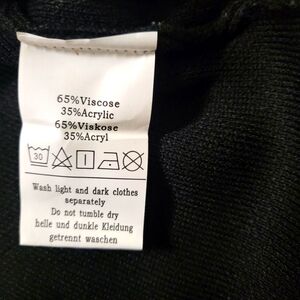 65%Viscose
35%Acrylic
65%Viskose
35%Acryl
30
Wash light and dark clothes
separately
Do not tumble dry
helle und dunkle Kleidung
getrennt waschen